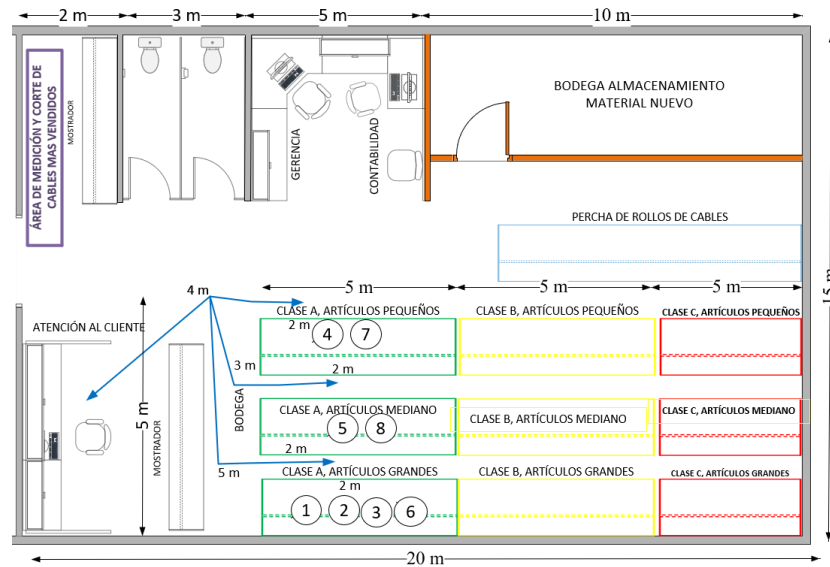 2 m
3 m
5 m
10 m
ÁREA DE MEDICIÓN Y CORTE DE
CABLES MAS VENDIDOS
MOSTRADOR
GERENCIA
CONTABILIDAD
BODEGA ALMACENAMIENTO
MATERIAL NUEVO
PERCHA DE ROLLOS DE CABLES
15 m
4 m
5 m
5 m
5 m
ATENCIÓN AL CLIENTE
CLASE A, ARTÍCULOS PEQUEÑOS
CLASE B, ARTÍCULOS PEQUEÑOS
CLASE C, ARTÍCULOS PEQUEÑOS
2 m
4
7
3 m
2 m
5 m
MOSTRADOR
BODEGA
CLASE A, ARTÍCULOS MEDIANO
CLASE B, ARTÍCULOS MEDIANO
CLASE C, ARTÍCULOS MEDIANO
5
8
2 m
5 m
CLASE A, ARTÍCULOS GRANDES
CLASE B, ARTÍCULOS GRANDES
CLASE C, ARTÍCULOS GRANDES
2 m
1
2
3
6
20 m